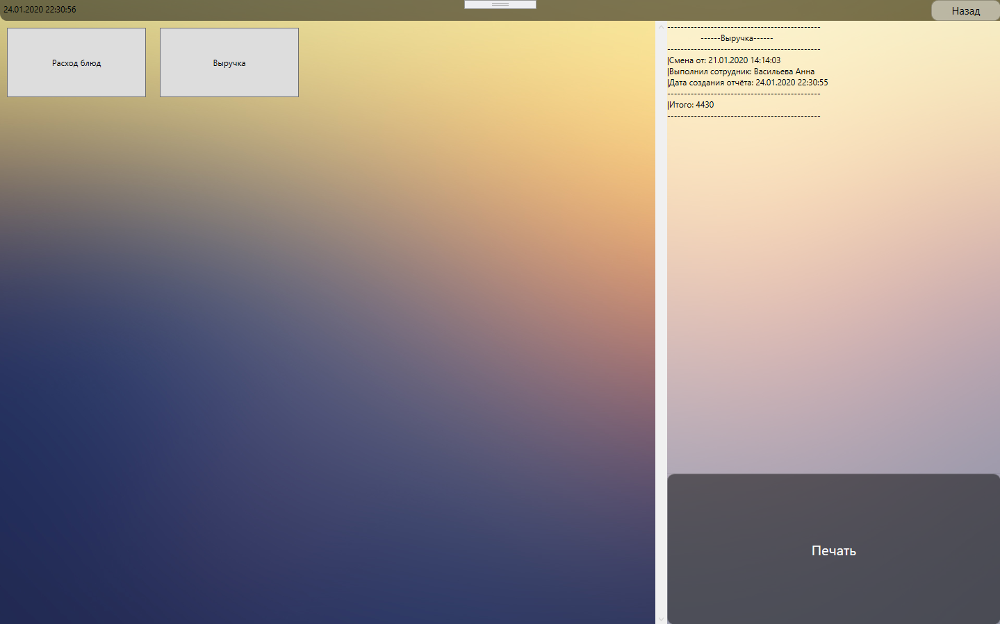 24.01.2020 22:30:56
Назад
Расход блюд
Выручка
----------------------------------------------
------Выручка------
----------------------------------------------
|Смена от: 21.01.2020 14:14:03
|Выполнил сотрудник: Васильева Анна
|Дата создания отчёта: 24.01.2020 22:30:55
----------------------------------------------
|Итого: 4430
----------------------------------------------
Печать